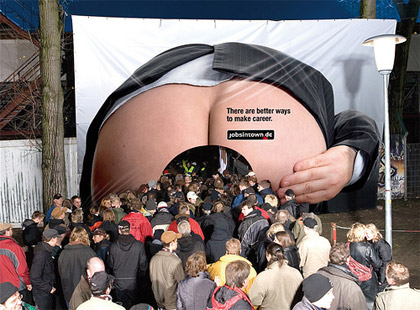 There are better ways
to make career.
jobsintown.de